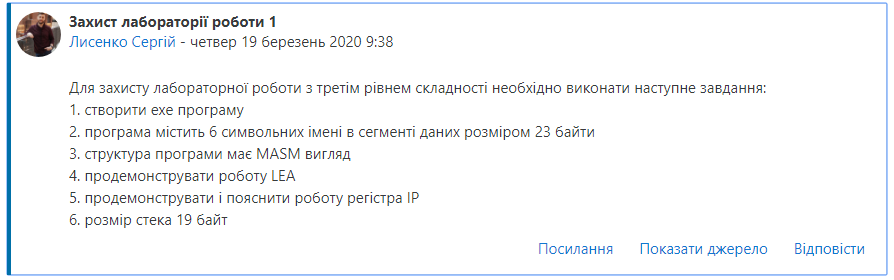 Захист лабораторії роботи 1
Лисенко Сергій - четвер 19 березень 2020 9:38
Для захисту лабораторної роботи з третім рівнем складності необхідно виконати наступне завдання:
1. створити exe програму
2. програма містить 6 символьних імені в сегменті даних розміром 23 байти
3. структура програми має MASM вигляд
4. продемонструвати роботу LEA
5. продемонструвати і пояснити роботу регістра IP
6. розмір стека 19 байт
Посилання Показати джерело Відповісти